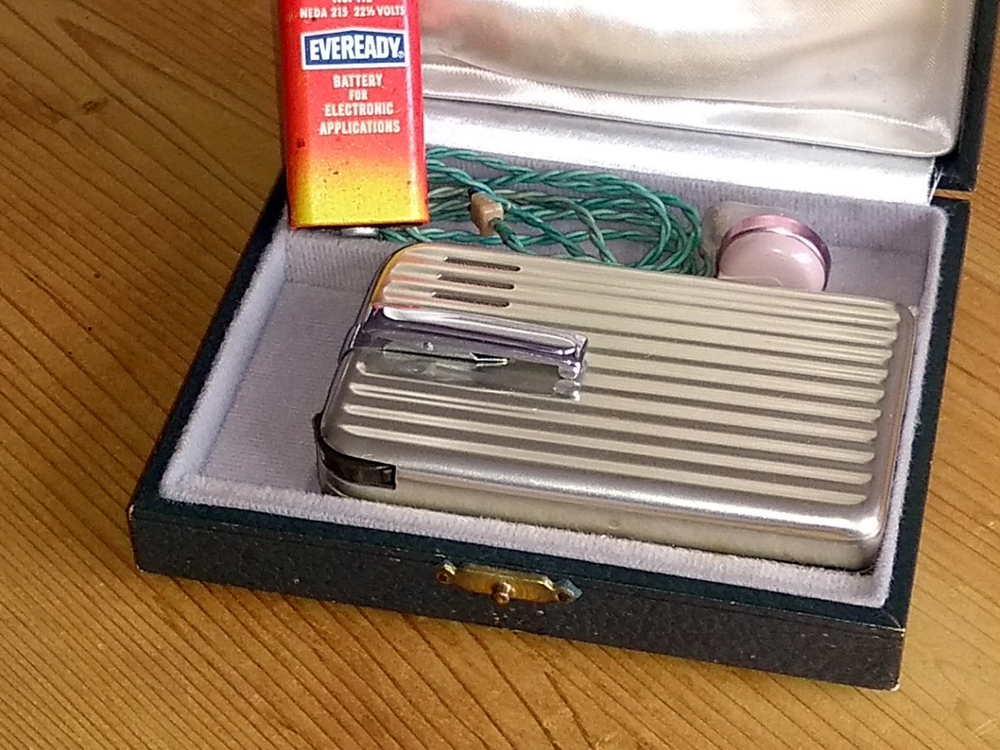 NEDA 215 22½ VOLTS
EVEREADY
BATTERY
FOR
ELECTRONIC
APPLICATIONS